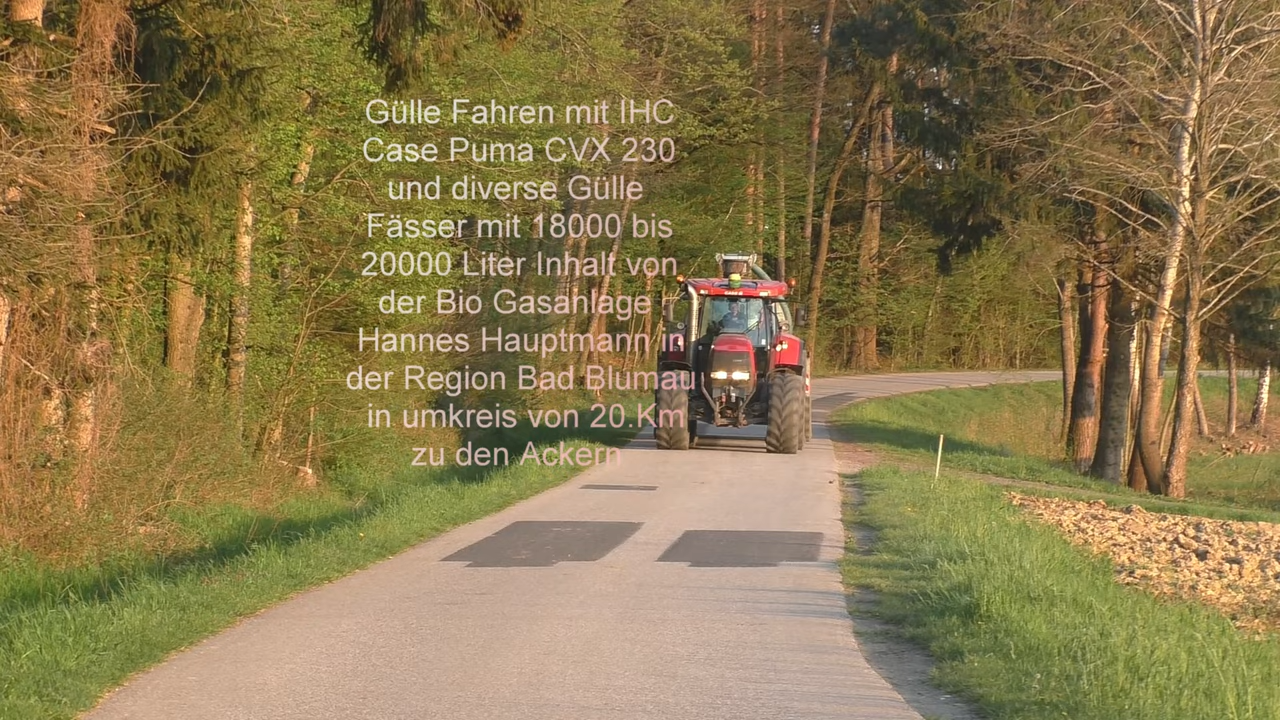 Gülle Fahren mit IHC
Case Puma CVX 230
und diverse Gülle
Fässer mit 18000 bis
20000 Liter Inhalt von
der Bio Gasanlage
Hannes Hauptmann in
der Region Bad Blumau
in umkreis von 20.Km
zu den Äckern